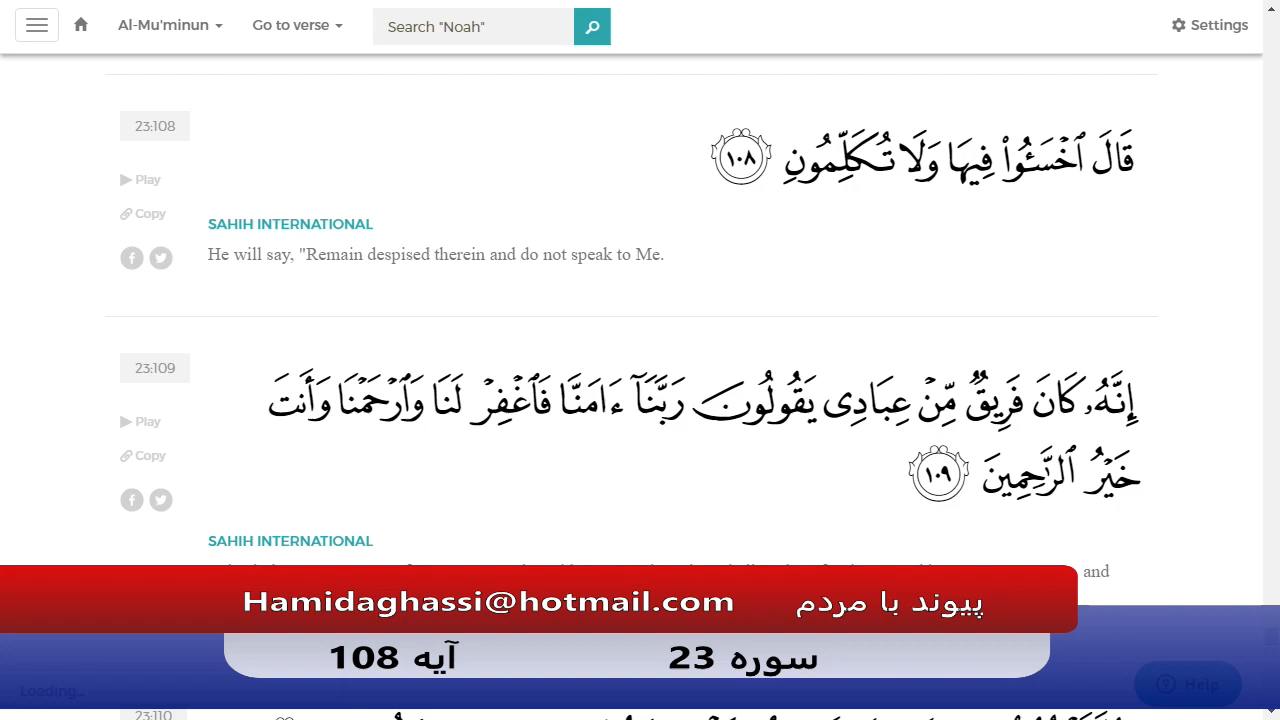 Al-Mu'minun Go to verse Search "Noah" Settings
23:108
قَالَ ٱخۡسَـُٔواْ فِيهَا وَلَا تُكَلِّمُونِ ١٠٨
Play
Copy
SAHIH INTERNATIONAL
He will say, "Remain despised therein and do not speak to Me.
23:109
إِنَّهُۥ كَانَ فَرِيقٞ مِّنۡ عِبَادِي يَقُولُونَ رَبَّنَآ ءَامَنَّا فَٱغۡفِرۡ لَنَا وَٱرۡحَمۡنَا وَأَنتَ
خَيۡرُ ٱلرَّٰحِمِينَ ١٠٩
Play
Copy
SAHIH INTERNATIONAL
and
پیوند با مردم Hamidaghassi@hotmail.com
سوره 23 آیه 108
Loading...
Help
23:110